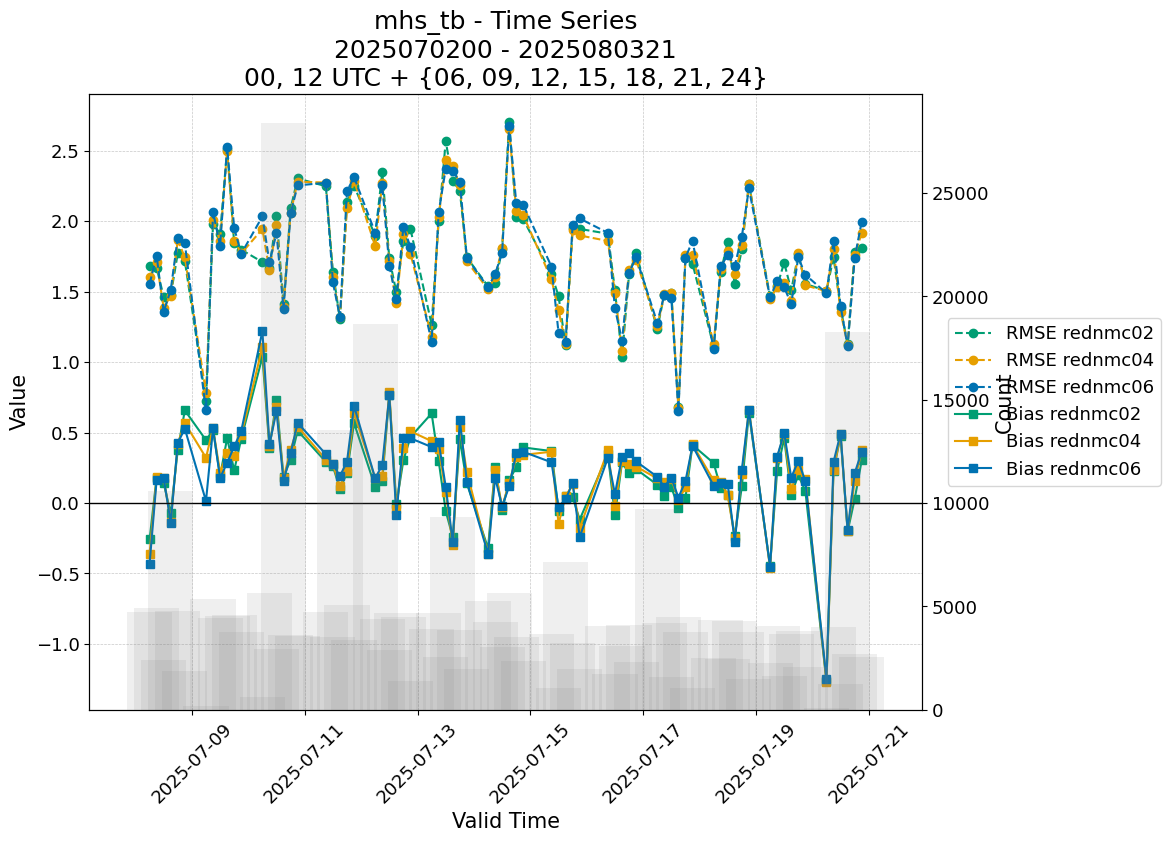 mhs_tb - Time Series
2025070200 - 2025080321
00, 12 UTC + {06, 09, 12, 15, 18, 21, 24}
Value
2.5
2.0
1.5
1.0
0.5
0.0
−0.5
−1.0
25000
20000
15000
10000
5000
0
Count
RMSE rednmc02
RMSE rednmc04
RMSE rednmc06
Bias rednmc02
Bias rednmc04
Bias rednmc06
2025-07-09
2025-07-11
2025-07-13
2025-07-15
2025-07-17
2025-07-19
2025-07-21
Valid Time